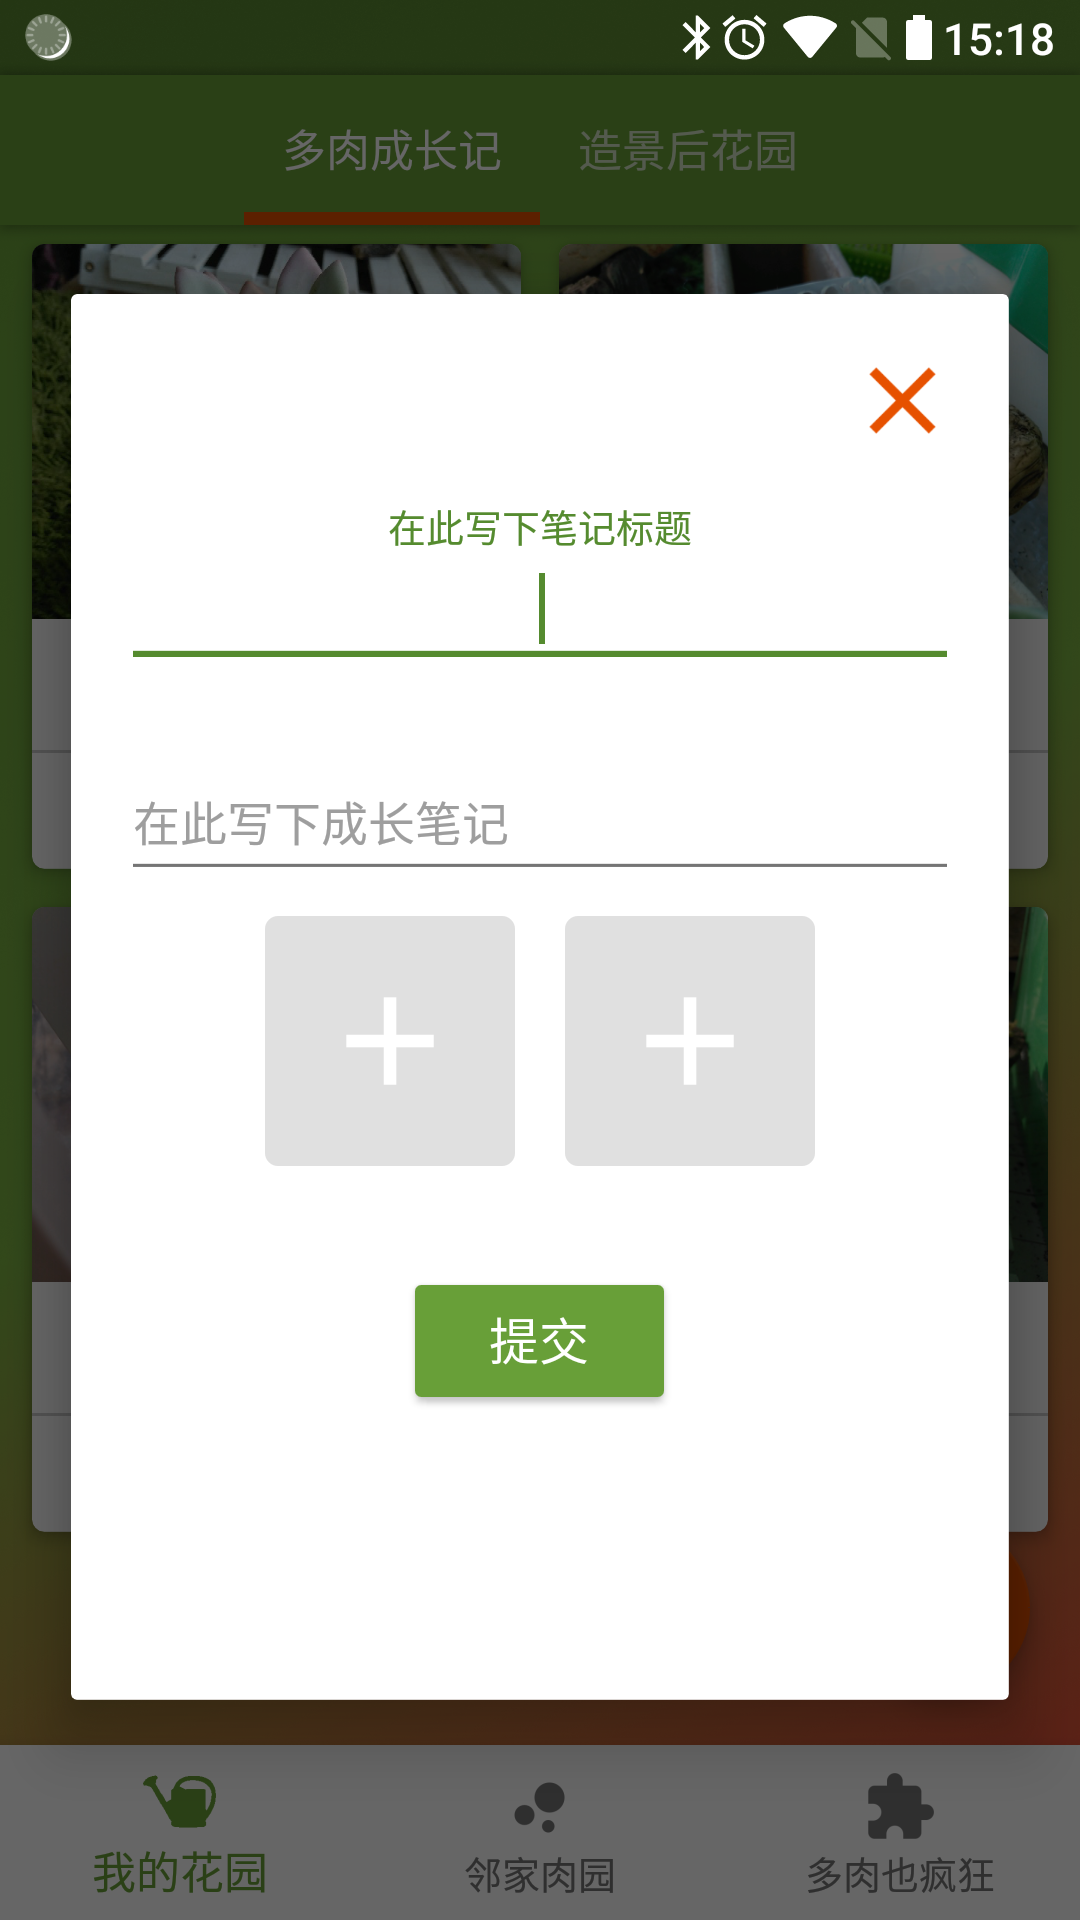 15:18
多肉成长记 造景后花园
在此写下笔记标题
在此写下成长笔记
提交
我的花园 邻家肉园 多肉也疯狂